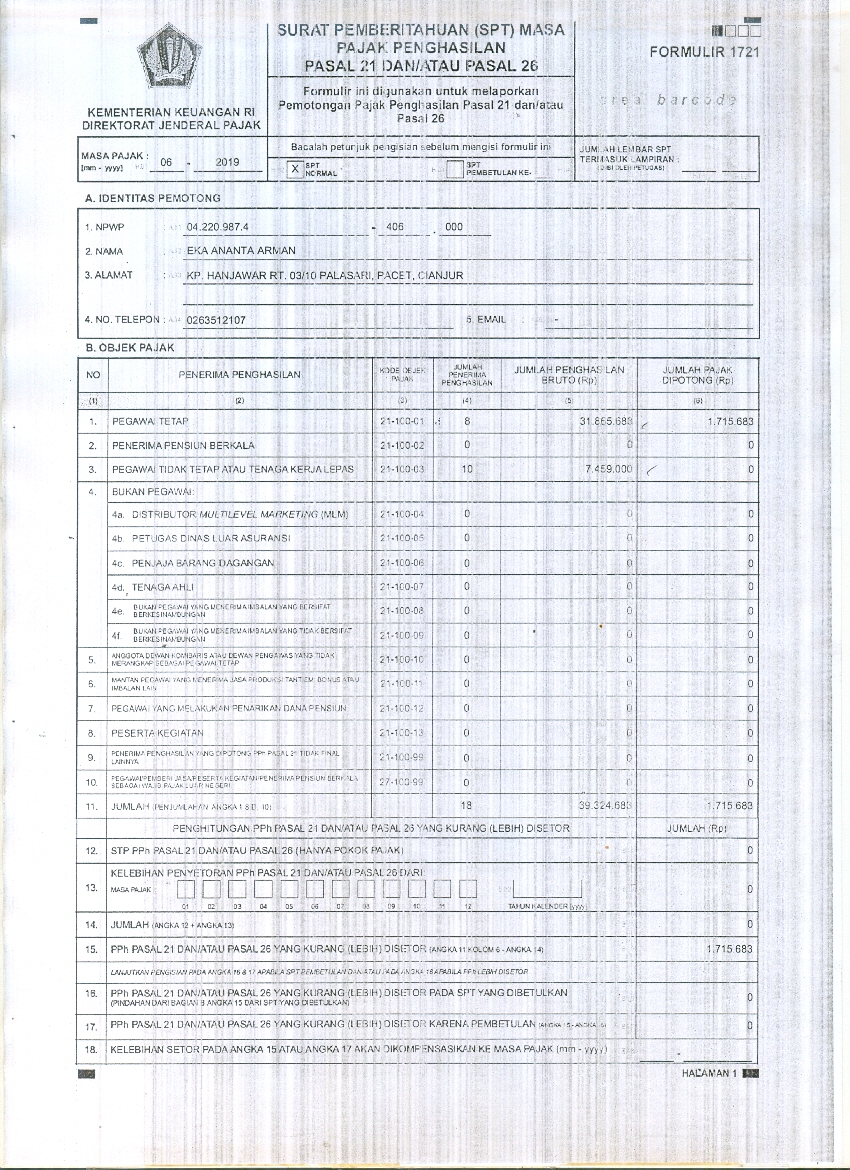 SURAT PEMBERITAHUAN (SPT) MASA
PAJAK PENGHASILAN
PASAL 21 DAN/ATAU PASAL 26
FORMULIR 1721
Formulir ini digunakan untuk melaporkan
Pemotongan Pajak Penghasilan Pasal 21 dan/atau
Pasal 26
area barcode
KEMENTERIAN KEUANGAN RI
DIREKTORAT JENDERAL PAJAK
Bacalah petunjuk pengisian sebelum mengisi formulir ini
MASA PAJAK :
[mm - yyyy] 06 - 2019
X SPT
NORMAL
SPT
PEMBETULAN KE-
JUMLAH LEMBAR SPT
TERMASUK LAMPIRAN :
(DIISI OLEH PETUGAS)
A. IDENTITAS PEMOTONG
1. NPWP : 04.220.987.4 - 406 . 000
2. NAMA : EKA ANANTA ARMAN
3. ALAMAT : KP. HANJAWAR RT. 03/10 PALASARI, PACET, CIANJUR
4. NO. TELEPON : 0263512107 5. EMAIL : -
B. OBJEK PAJAK
NO PENERIMA PENGHASILAN KODE OBJEK PAJAK JUMLAH PENERIMA PENGHASILAN JUMLAH PENGHASILAN BRUTO (Rp) JUMLAH PAJAK DIPOTONG (Rp)
(1) (2) (3) (4) (5) (6)
1. PEGAWAI TETAP 21-100-01 8 31.865.683 1.715.683
2. PENERIMA PENSIUN BERKALA 21-100-02 0 0 0
3. PEGAWAI TIDAK TETAP ATAU TENAGA KERJA LEPAS 21-100-03 10 7.459.000 0
4. BUKAN PEGAWAI:
4a. DISTRIBUTOR MULTILEVEL MARKETING (MLM) 21-100-04 0 0 0
4b. PETUGAS DINAS LUAR ASURANSI 21-100-05 0 0 0
4c. PENJAJA BARANG DAGANGAN 21-100-06 0 0 0
4d. TENAGA AHLI 21-100-07 0 0 0
4e. BUKAN PEGAWAI YANG MENERIMA IMBALAN YANG BERSIFAT BERKESINAMBUNGAN 21-100-08 0 0 0
4f. BUKAN PEGAWAI YANG MENERIMA IMBALAN YANG TIDAK BERSIFAT BERKESINAMBUNGAN 21-100-09 0 0 0
5. ANGGOTA DEWAN KOMISARIS ATAU DEWAN PENGAWAS YANG TIDAK MERANGKAP SEBAGAI PEGAWAI TETAP 21-100-10 0 0 0
6. MANTAN PEGAWAI YANG MENERIMA JASA PRODUKSI, TANTIEM, BONUS ATAU IMBALAN LAIN 21-100-11 0 0 0
7. PEGAWAI YANG MELAKUKAN PENARIKAN DANA PENSIUN 21-100-12 0 0 0
8. PESERTA KEGIATAN 21-100-13 0 0 0
9. PENERIMA PENGHASILAN YANG DIPOTONG PPh PASAL 21 TIDAK FINAL LAINNYA 21-100-99 0 0 0
10. PEGAWAI/PEMBERI JASA/PESERTA KEGIATAN/PENERIMA PENSIUN BERKALA SEBAGAI WAJIB PAJAK LUAR NEGERI 27-100-99 0 0 0
11. JUMLAH (PENJUMLAHAN ANGKA 1 S.D. 10) 18 39.324.683 1.715.683
PENGHITUNGAN PPh PASAL 21 DAN/ATAU PASAL 26 YANG KURANG (LEBIH) DISETOR JUMLAH (Rp)
12. STP PPh PASAL 21 DAN/ATAU PASAL 26 (HANYA POKOK PAJAK) 0
KELEBIHAN PENYETORAN PPh PASAL 21 DAN/ATAU PASAL 26 DARI:
13. MASA PAJAK : 0
01 02 03 04 05 06 07 08 09 10 11 12 TAHUN KALENDER (yyyy)
14. JUMLAH (ANGKA 12 + ANGKA 13) 0
15. PPh PASAL 21 DAN/ATAU PASAL 26 YANG KURANG (LEBIH) DISETOR (ANGKA 11 KOLOM 6 - ANGKA 14) 1.715.683
LANJUTKAN PENGISIAN PADA ANGKA 16 & 17 APABILA SPT PEMBETULAN DAN/ATAU PADA ANGKA 18 APABILA PPh LEBIH DISETOR
16. PPh PASAL 21 DAN/ATAU PASAL 26 YANG KURANG (LEBIH) DISETOR PADA SPT YANG DIBETULKAN 0
(PINDAHAN DARI BAGIAN B ANGKA 15 DARI SPT YANG DIBETULKAN)
17. PPh PASAL 21 DAN/ATAU PASAL 26 YANG KURANG (LEBIH) DISETOR KARENA PEMBETULAN (ANGKA 15 - ANGKA 16) 0
18. KELEBIHAN SETOR PADA ANGKA 15 ATAU ANGKA 17 AKAN DIKOMPENSASIKAN KE MASA PAJAK (mm - yyyy) -
HALAMAN 1